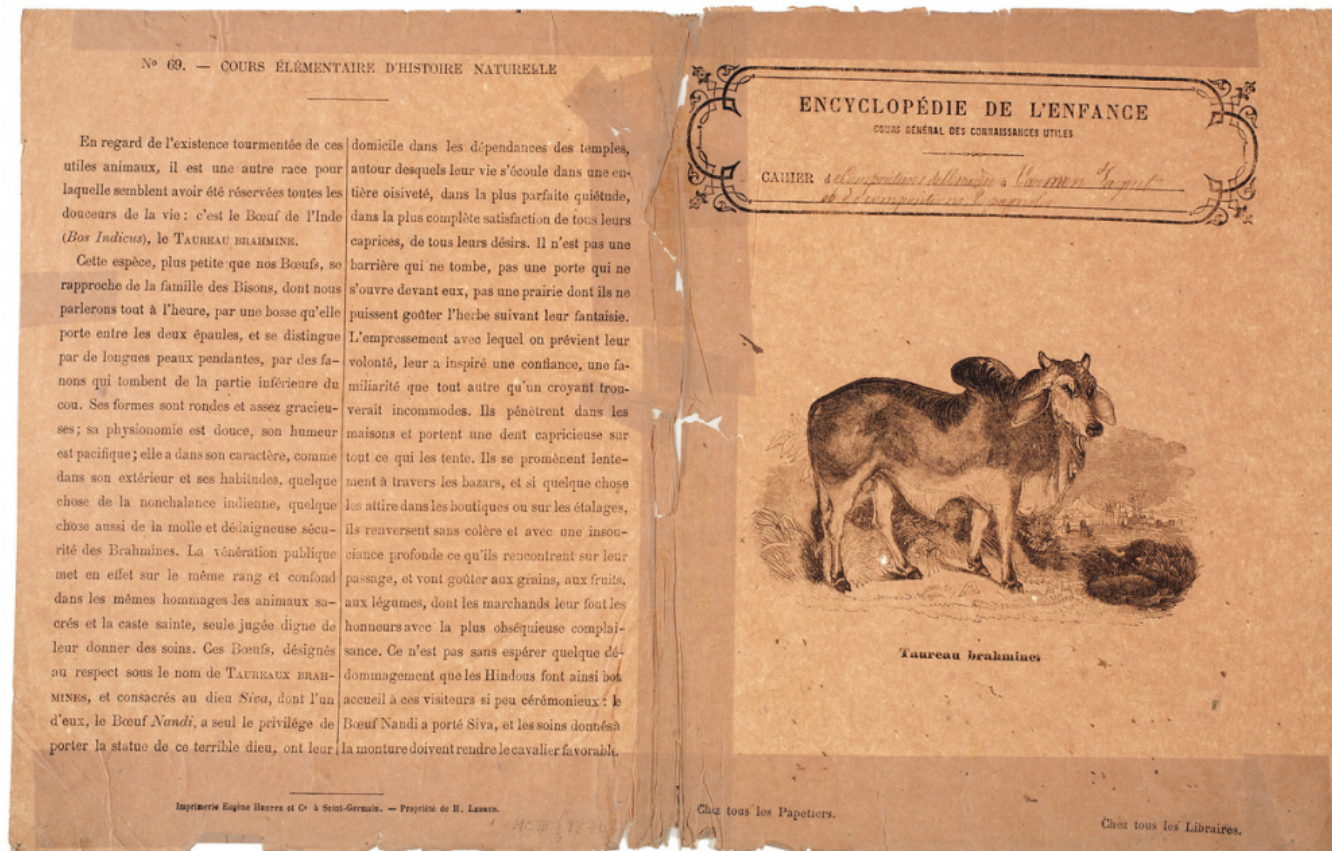 Nº 69. — COURS ÉLÉMENTAIRE D'HISTOIRE NATURELLE
En regard de l'existence tourmentée de ces
utiles animaux, il est une autre race pour
laquelle semblent avoir été réservées toutes les
douceurs de la vie : c'est le Bœuf de l'Inde
(Bos Indicus), le TAUREAU BRAHMINE.
Cette espèce, plus petite que nos Bœufs, se
rapproche de la famille des Bisons, dont nous
parlerons tout à l'heure, par une bosse qu'elle
porte entre les deux épaules, et se distingue
par de longues peaux pendantes, par des fa-
nons qui tombent de la partie inférieure du
cou. Ses formes sont rondes et assez gracieu-
ses ; sa physionomie est douce, son humeur
est pacifique ; elle a dans son caractère, comme
dans son extérieur et ses habitudes, quelque
chose de la nonchalance indienne, quelque
chose aussi de la molle et dédaigneuse sécu-
rité des Brahmines. La vénération publique
met en effet sur le même rang et confond
dans les mêmes hommages les animaux sa-
crés et la caste sainte, seule jugée digne de
leur donner des soins. Ces Bœufs, désignés
au respect sous le nom de TAUREAUX BRAH-
MINES, et consacrés au dieu Siva, dont l'un
d'eux, le Bœuf Nandi, a seul le privilége de
porter la statue de ce terrible dieu, ont leur
domicile dans les dépendances des temples,
autour desquels leur vie s'écoule dans une en-
tière oisiveté, dans la plus parfaite quiétude,
dans la plus complète satisfaction de tous leurs
caprices, de tous leurs désirs. Il n'est pas une
barrière qui ne tombe, pas une porte qui ne
s'ouvre devant eux, pas une prairie dont ils ne
puissent goûter l'herbe suivant leur fantaisie.
L'empressement avec lequel on prévient leur
volonté, leur a inspiré une confiance, une fa-
miliarité que tout autre qu'un croyant trou-
verait incommodes. Ils pénètrent dans les
maisons et portent une dent capricieuse sur
tout ce qui les tente. Ils se promènent lente-
ment à travers les bazars, et si quelque chose
les attire dans les boutiques ou sur les étalages,
ils renversent sans colère et avec une insou-
ciance profonde ce qu'ils rencontrent sur leur
passage, et vont goûter aux grains, aux fruits,
aux légumes, dont les marchands leur font les
honneurs avec la plus obséquieuse complai-
sance. Ce n'est pas sans espérer quelque dé-
dommagement que les Hindous font ainsi bon
accueil à ces visiteurs si peu cérémonieux : le
Bœuf Nandi a porté Siva, et les soins donnés à
la monture doivent rendre le cavalier favorable.
Imprimerie Eugène HEUTTE et Cᵉ à Saint-Germain. — Propriété de H.
ENCYCLOPÉDIE DE L'ENFANCE
COURS GÉNÉRAL DES CONNAISSANCES UTILES
CAHIER Carmen
Taureau brahmine.
Chez tous les Papetiers.
Chez tous les Libraires.